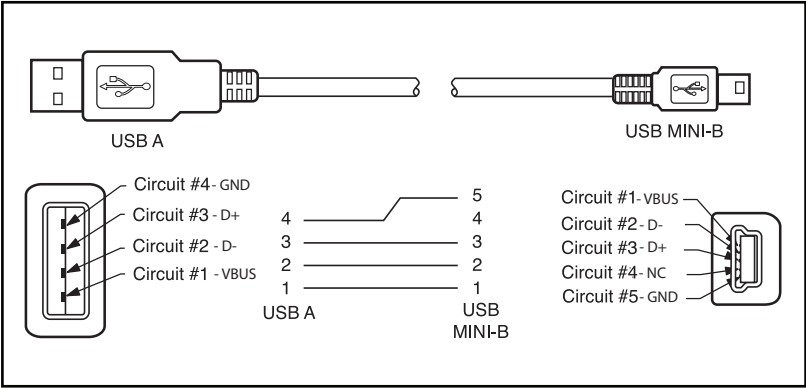 USB A
USB MINI-B
Circuit #4- GND
Circuit #3 - D+
Circuit #2 - D-
Circuit #1 - VBUS
4
3
2
1
USB A
5
4
3
2
1
USB
MINI-B
Circuit #1- VBUS
Circuit #2- D-
Circuit #3- D+
Circuit #4- NC
Circuit #5- GND